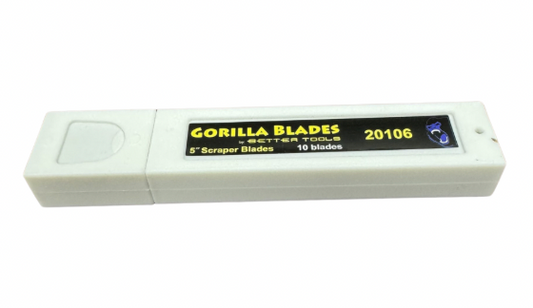 GORILLA BLADES
by BETTER TOOLS
20106
5" Scraper Blades
10 blades